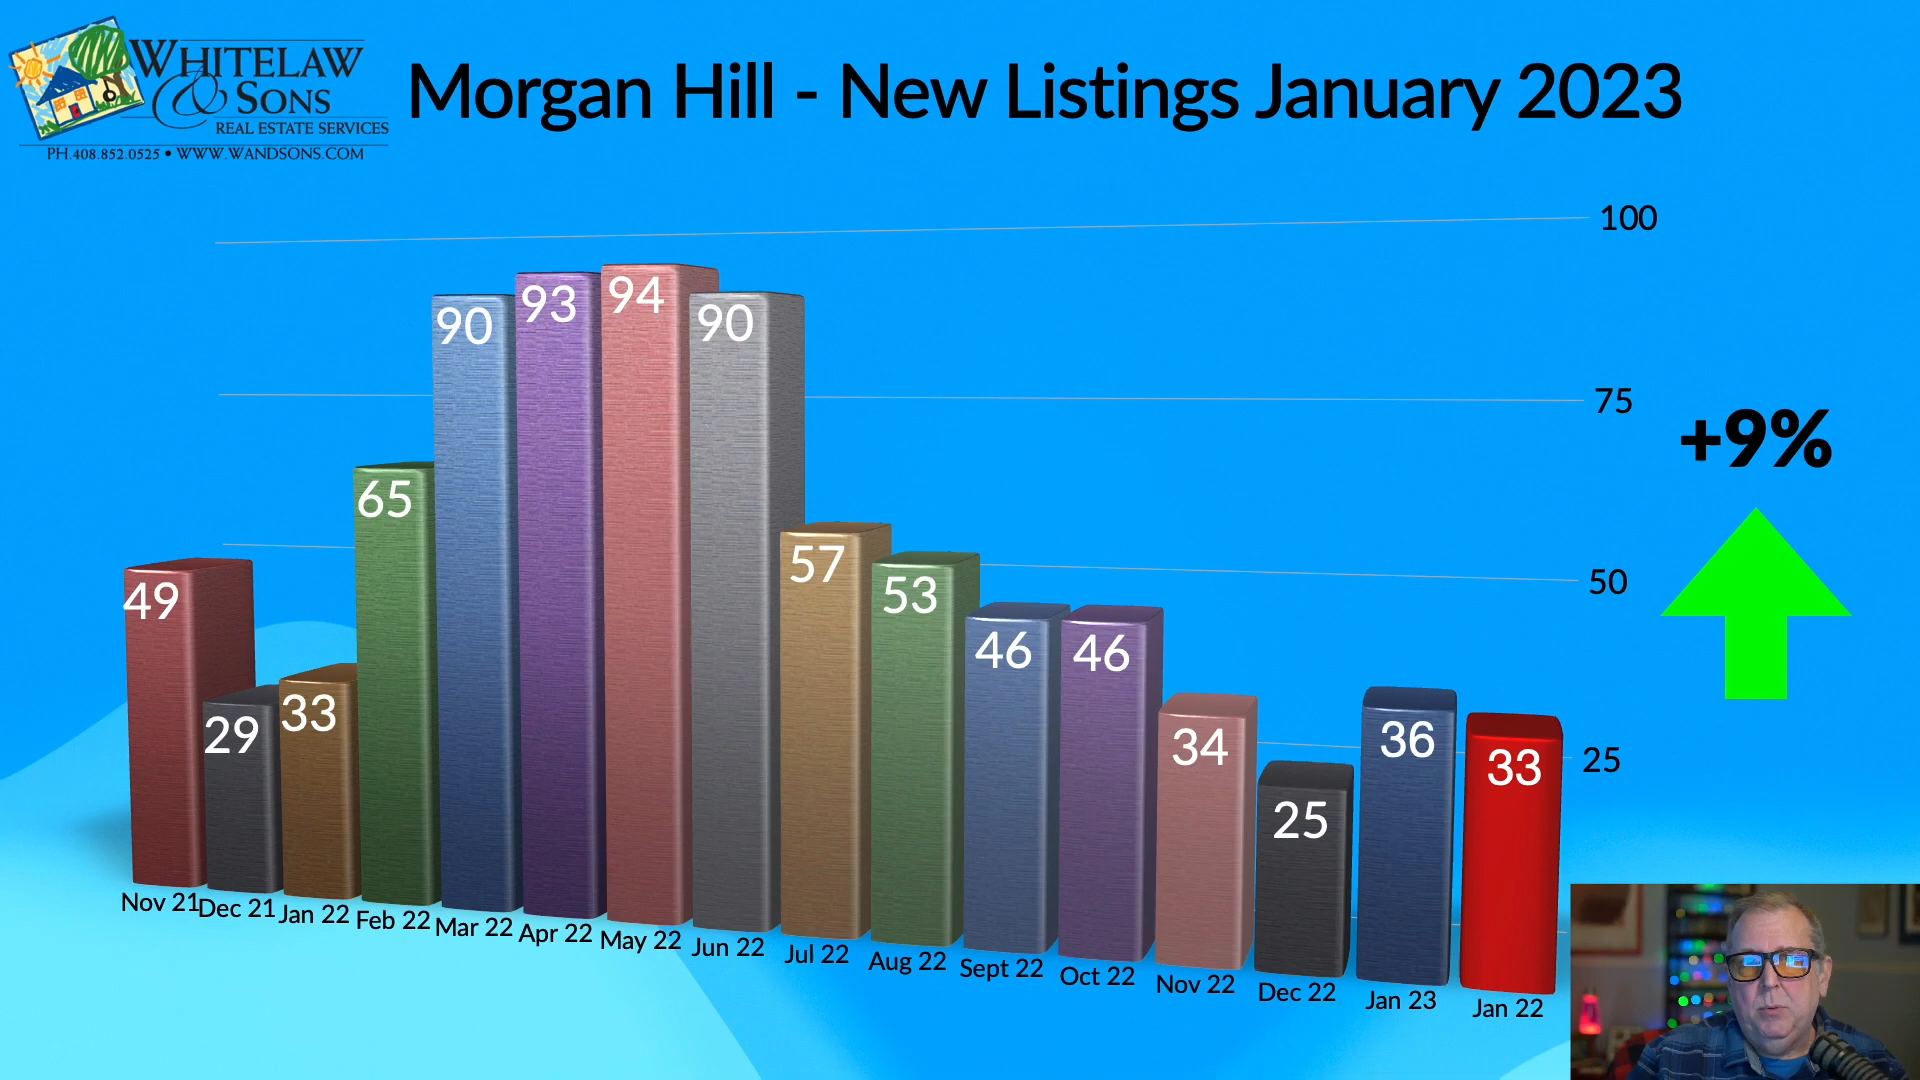 WHITELAW
& SONS
REAL ESTATE SERVICES
PH.408.852.0525 • WWW.WANDSONS.COM
Morgan Hill - New Listings January 2023
100
75
50
25
+9%
49
29
33
65
90
93
94
90
57
53
46
46
34
25
36
33
Nov 21
Dec 21
Jan 22
Feb 22
Mar 22
Apr 22
May 22
Jun 22
Jul 22
Aug 22
Sept 22
Oct 22
Nov 22
Dec 22
Jan 23
Jan 22